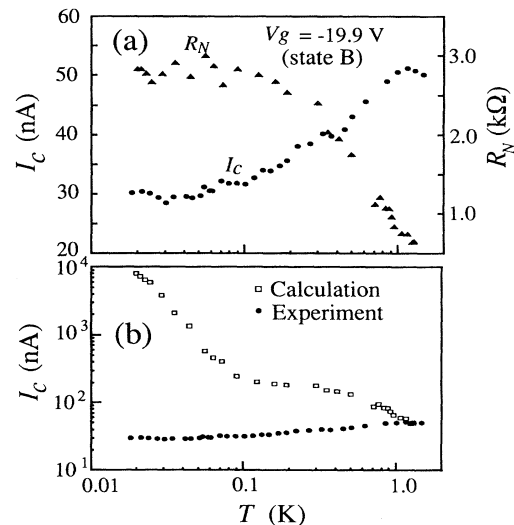 60
(a)
R_N
Vg = -19.9 V
(state B)
3.0
50
40
2.0
I_C (nA)
R_N (kΩ)
I_C
30
1.0
20
10^4
(b)
□ Calculation
• Experiment
10^3
I_C (nA)
10^2
10^1
0.01
0.1
1.0
T (K)